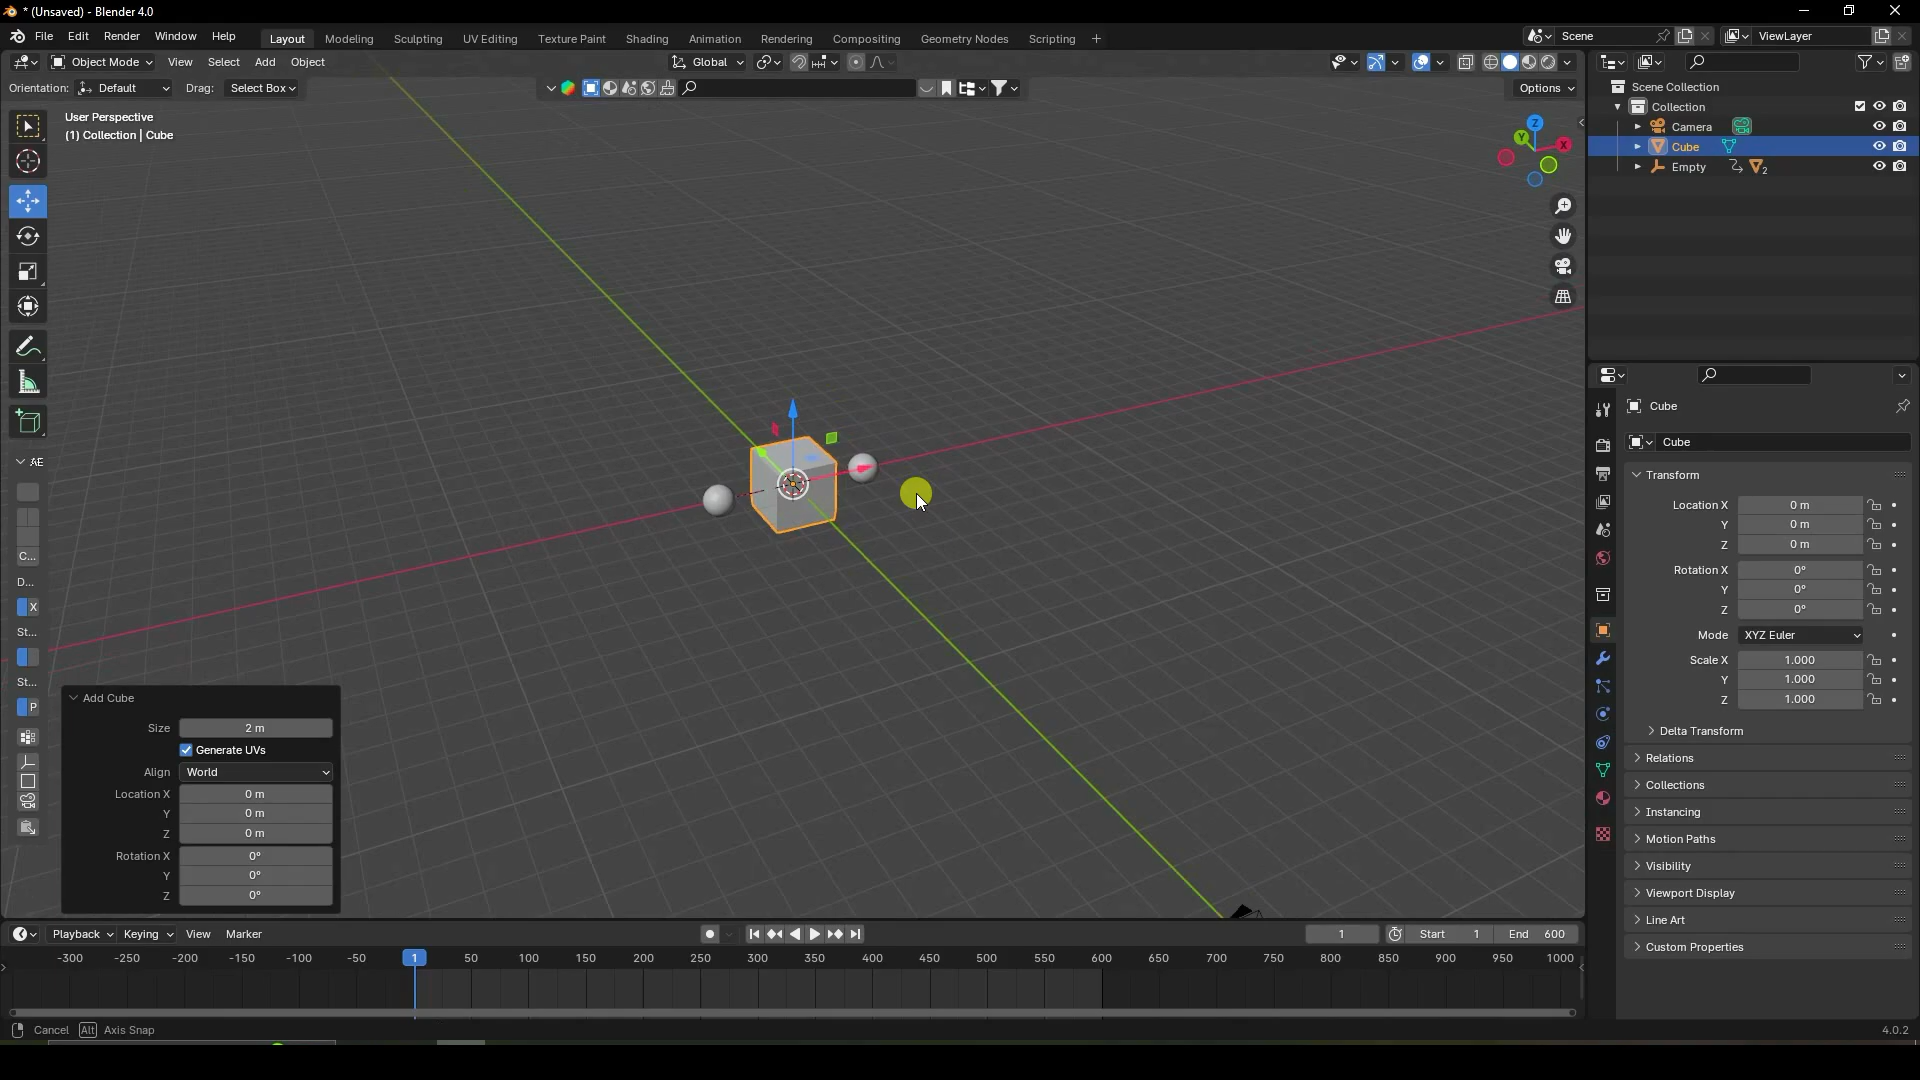 * (Unsaved) - Blender 4.0
File Edit Render Window Help
Layout Modeling Sculpting UV Editing Texture Paint Shading Animation Rendering Compositing Geometry Nodes Scripting +
Scene
ViewLayer
Object Mode View Select Add Object
Global
Orientation: Default Drag: Select Box
Options
User Perspective
(1) Collection | Cube
Z
Y
X
Scene Collection
Collection
Camera
Cube
Empty
2
Cube
Cube
Transform
Location X 0 m
Y 0 m
Z 0 m
Rotation X 0°
Y 0°
Z 0°
Mode XYZ Euler
Scale X 1.000
Y 1.000
Z 1.000
Delta Transform
Relations
Collections
Instancing
Motion Paths
Visibility
Viewport Display
Line Art
Custom Properties
AE
C...
D...
X
St...
St...
P
Add Cube
Size 2 m
Generate UVs
Align World
Location X 0 m
Y 0 m
Z 0 m
Rotation X 0°
Y 0°
Z 0°
Playback Keying View Marker
1 Start 1 End 600
-300 -250 -200 -150 -100 -50 1 50 100 150 200 250 300 350 400 450 500 550 600 650 700 750 800 850 900 950 1000
Cancel Alt Axis Snap
4.0.2